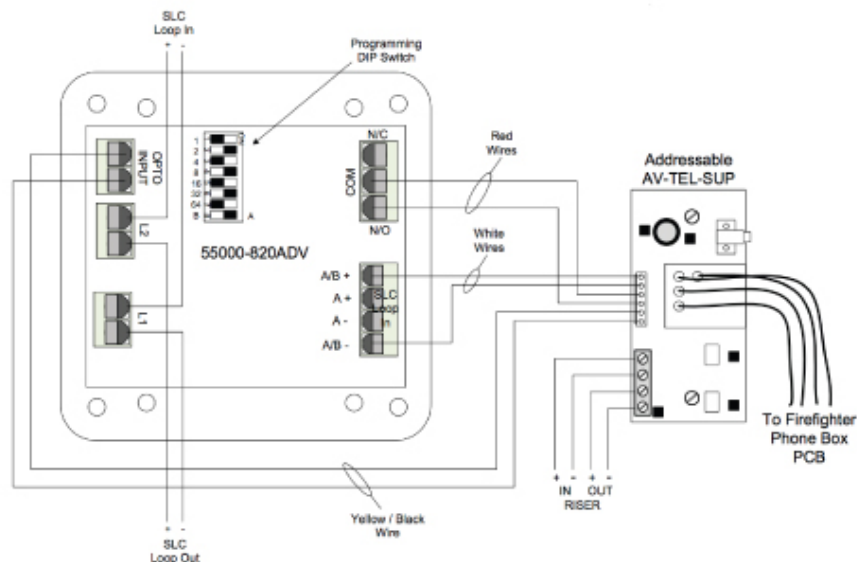 SLC
Loop In
+ -
Programming
DIP Switch
OPTO
INPUT
L2
L1
1
2
4
8
16
32
64
B
A
55000-820ADV
N/C
COM
N/O
A/B +
A +
A -
A/B -
SLC
Loop
In
Red
Wires
White
Wires
Addressable
AV-TEL-SUP
To Firefighter
Phone Box
PCB
+ - + -
IN OUT
RISER
Yellow / Black
Wire
+ -
SLC
Loop Out